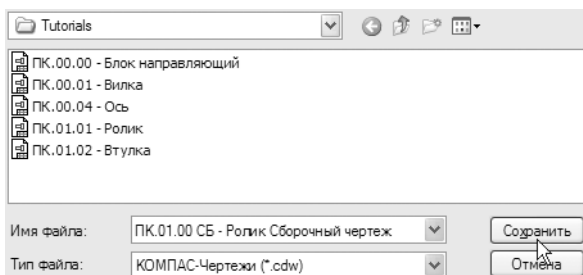 Tutorials
ПК.00.00 - Блок направляющий
ПК.00.01 - Вилка
ПК.00.04 - Ось
ПК.01.01 - Ролик
ПК.01.02 - Втулка
Имя файла: ПК.01.00 СБ - Ролик Сборочный чертеж Сохранить
Тип файла: КОМПАС-Чертежи (*.cdw) Отмена